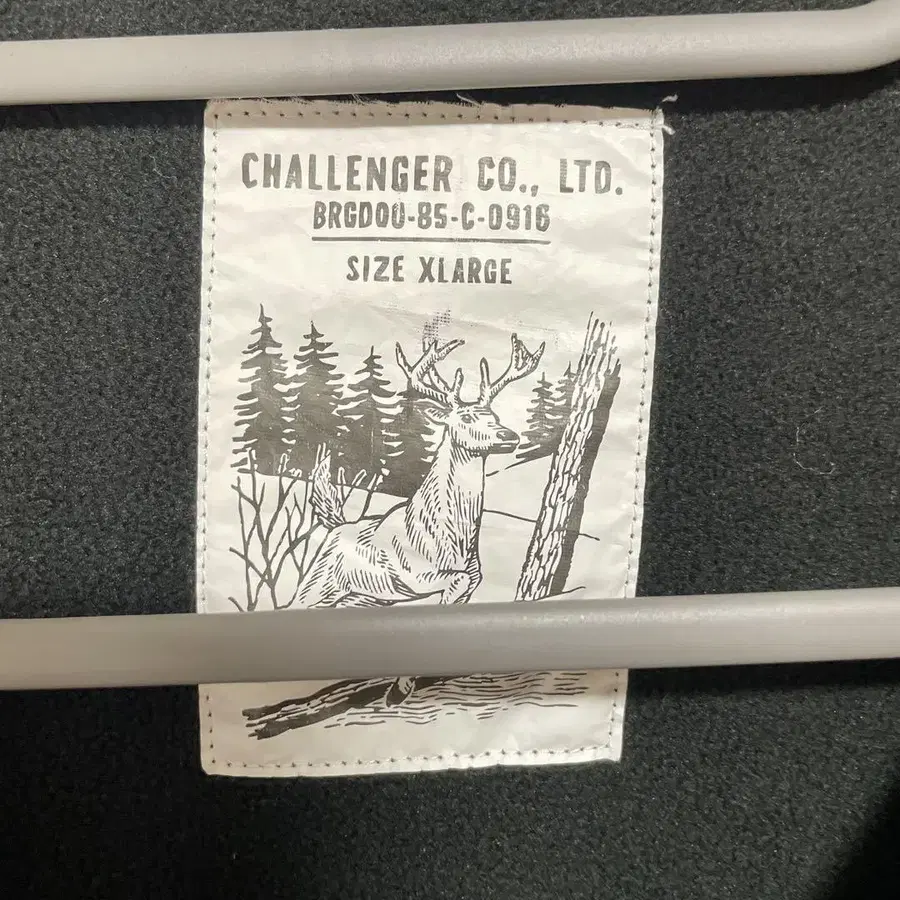 CHALLENGER CO., LTD.
BRGD00-85-C-0916
SIZE XLARGE